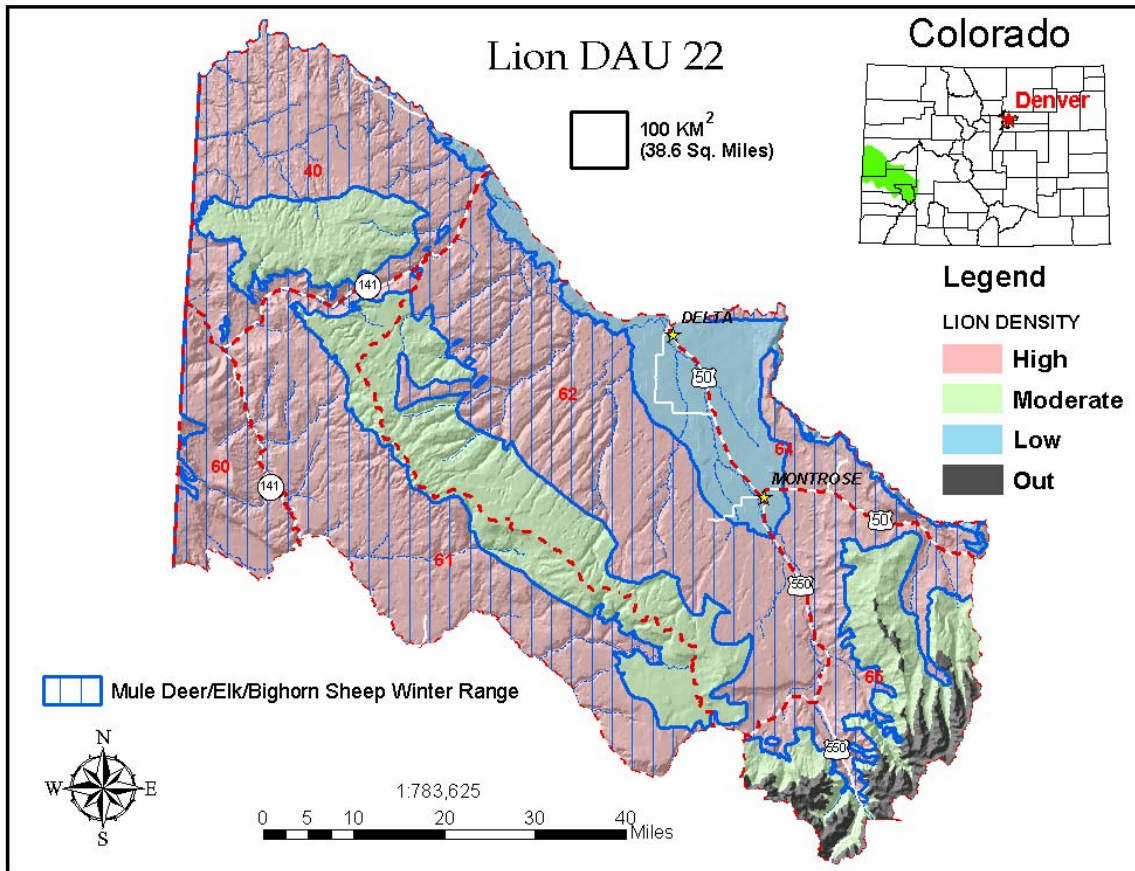 Lion DAU 22
100 KM2
(38.6 Sq. Miles)
Colorado
Denver
Legend
LION DENSITY
High
Moderate
Low
Out
40
141
DELTA
50
62
64
60
141
MONTROSE
50
61
550
65
550
Mule Deer/Elk/Bighorn Sheep Winter Range
N
W E
S
1:783,625
0 5 10 20 30 40
Miles